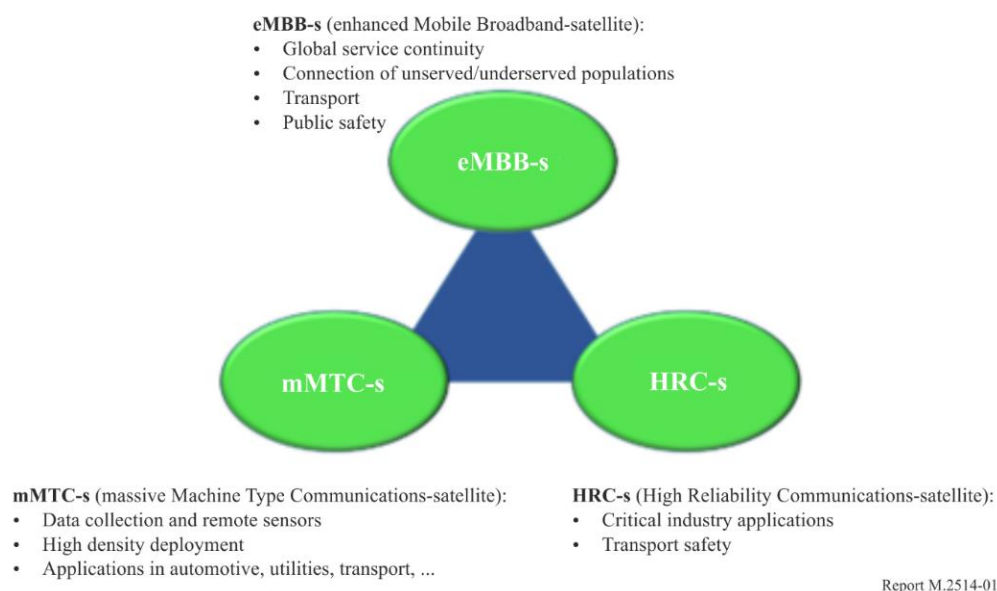 eMBB-s (enhanced Mobile Broadband-satellite):
• Global service continuity
• Connection of unserved/underserved populations
• Transport
• Public safety
eMBB-s
mMTC-s
HRC-s
mMTC-s (massive Machine Type Communications-satellite):
• Data collection and remote sensors
• High density deployment
• Applications in automotive, utilities, transport, ...
HRC-s (High Reliability Communications-satellite):
• Critical industry applications
• Transport safety
Report M.2514-01